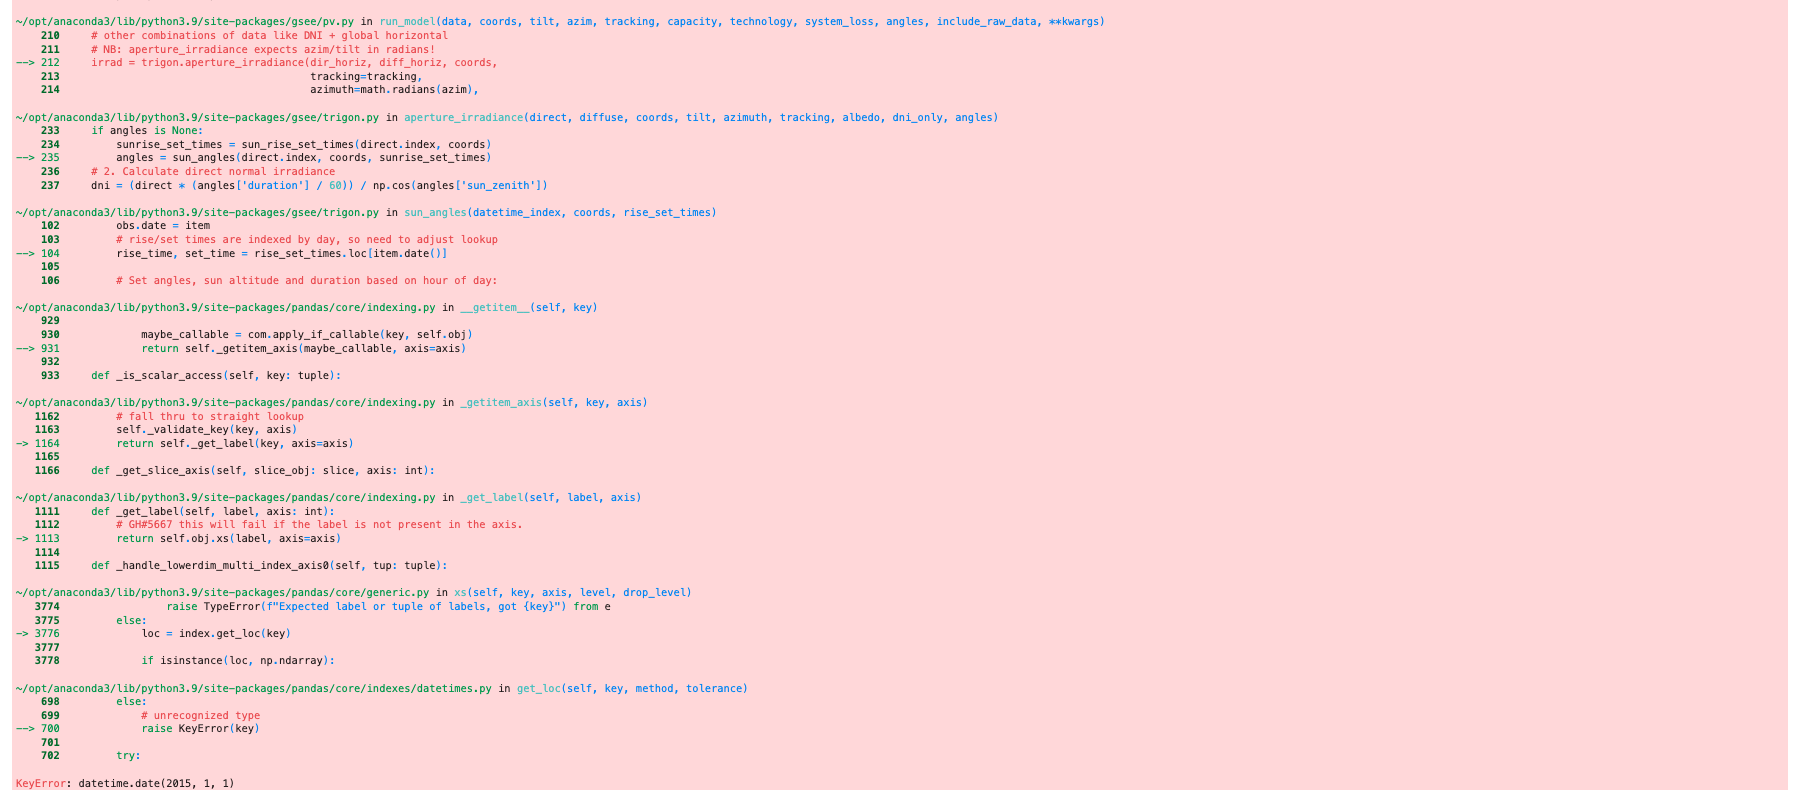 ~/opt/anaconda3/lib/python3.9/site-packages/gsee/pv.py in run_model(data, coords, tilt, azim, tracking, capacity, technology, system_loss, angles, include_raw_data, **kwargs)
    210     # other combinations of data like DNI + global horizontal
    211     # NB: aperture_irradiance expects azim/tilt in radians!
--> 212     irrad = trigon.aperture_irradiance(dir_horiz, diff_horiz, coords,
    213                                        tracking=tracking,
    214                                        azimuth=math.radians(azim),
~/opt/anaconda3/lib/python3.9/site-packages/gsee/trigon.py in aperture_irradiance(direct, diffuse, coords, tilt, azimuth, tracking, albedo, dni_only, angles)
    233     if angles is None:
    234         sunrise_set_times = sun_rise_set_times(direct.index, coords)
--> 235         angles = sun_angles(direct.index, coords, sunrise_set_times)
    236     # 2. Calculate direct normal irradiance
    237     dni = (direct * (angles['duration'] / 60)) / np.cos(angles['sun_zenith'])
~/opt/anaconda3/lib/python3.9/site-packages/gsee/trigon.py in sun_angles(datetime_index, coords, rise_set_times)
    102         obs.date = item
    103         # rise/set times are indexed by day, so need to adjust lookup
--> 104         rise_time, set_time = rise_set_times.loc[item.date()]
    105
    106         # Set angles, sun altitude and duration based on hour of day:
~/opt/anaconda3/lib/python3.9/site-packages/pandas/core/indexing.py in __getitem__(self, key)
    929
    930             maybe_callable = com.apply_if_callable(key, self.obj)
--> 931             return self._getitem_axis(maybe_callable, axis=axis)
    932
    933     def _is_scalar_access(self, key: tuple):
~/opt/anaconda3/lib/python3.9/site-packages/pandas/core/indexing.py in _getitem_axis(self, key, axis)
   1162         # fall thru to straight lookup
   1163         self._validate_key(key, axis)
-> 1164         return self._get_label(key, axis=axis)
   1165
   1166     def _get_slice_axis(self, slice_obj: slice, axis: int):
~/opt/anaconda3/lib/python3.9/site-packages/pandas/core/indexing.py in _get_label(self, label, axis)
   1111     def _get_label(self, label, axis: int):
   1112         # GH#5667 this will fail if the label is not present in the axis.
-> 1113         return self.obj.xs(label, axis=axis)
   1114
   1115     def _handle_lowerdim_multi_index_axis0(self, tup: tuple):
~/opt/anaconda3/lib/python3.9/site-packages/pandas/core/generic.py in xs(self, key, axis, level, drop_level)
   3774                 raise TypeError(f"Expected label or tuple of labels, got {key}") from e
   3775         else:
-> 3776             loc = index.get_loc(key)
   3777
   3778             if isinstance(loc, np.ndarray):
~/opt/anaconda3/lib/python3.9/site-packages/pandas/core/indexes/datetimes.py in get_loc(self, key, method, tolerance)
    698         else:
    699             # unrecognized type
--> 700             raise KeyError(key)
    701
    702         try:
KeyError: datetime.date(2015, 1, 1)